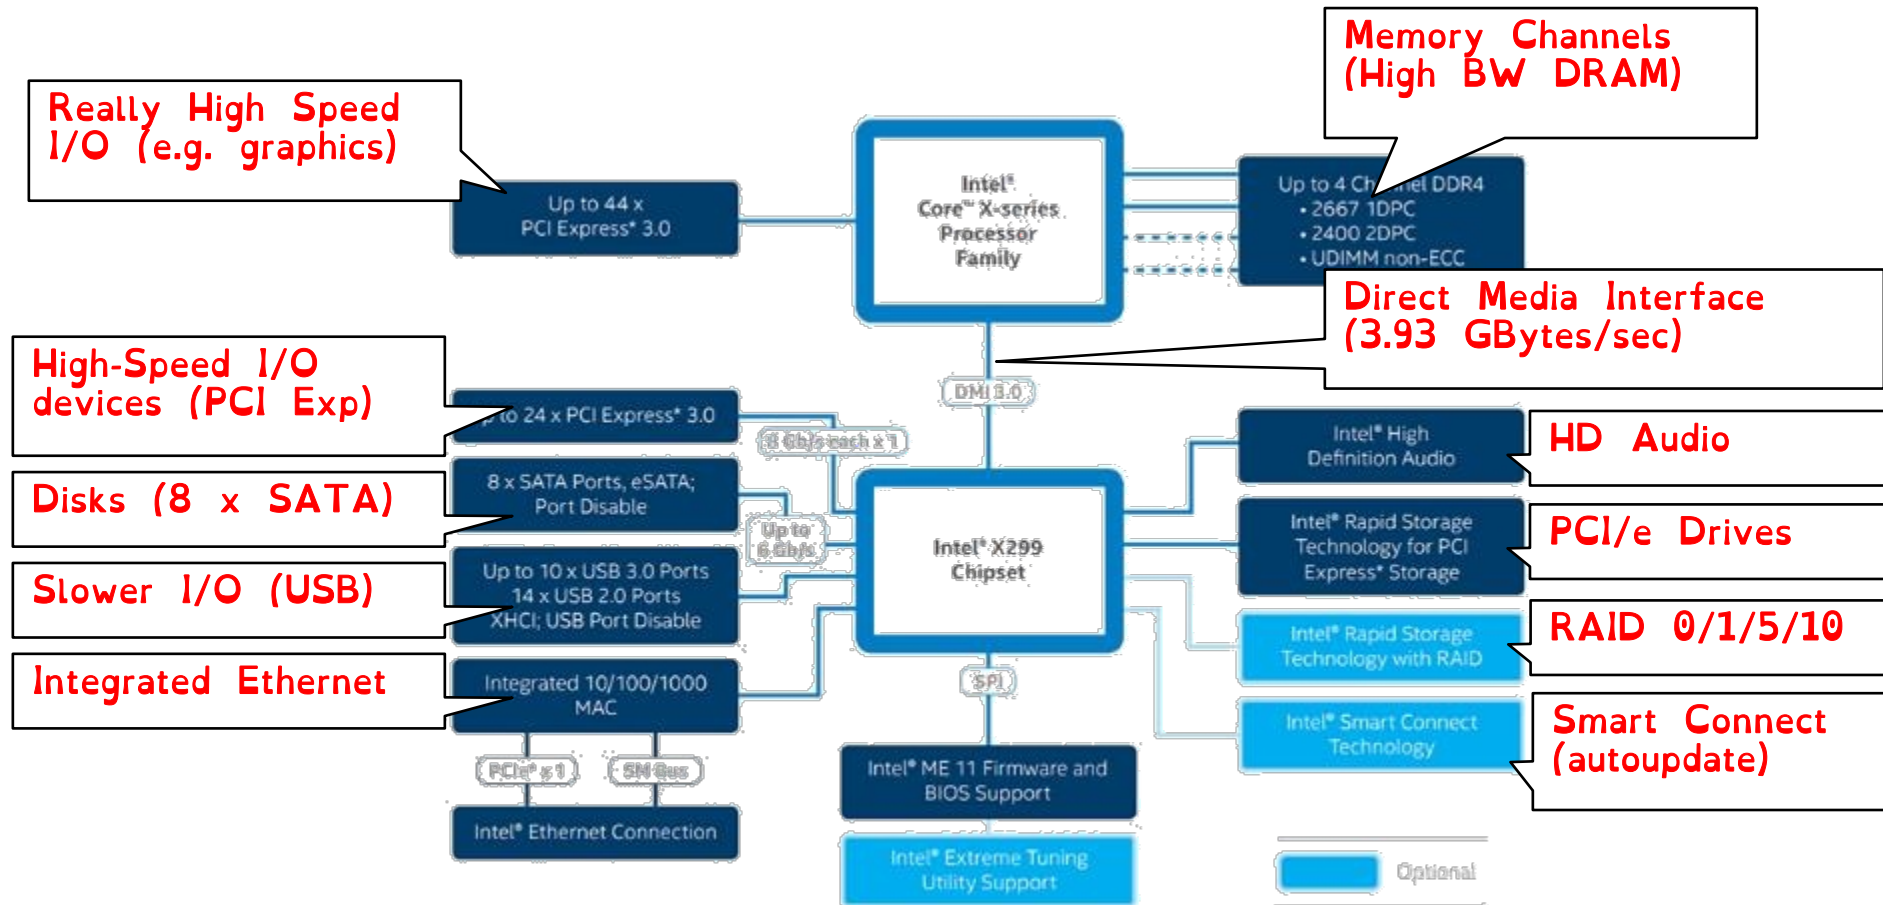 Memory Channels
(High BW DRAM)
Really High Speed
I/O (e.g. graphics)
Up to 44 x
PCI Express* 3.0
Intel®
Core™ X-series
Processor
Family
Up to 4 Channel DDR4
• 2667 1DPC
• 2400 2DPC
• UDIMM non-ECC
Direct Media Interface
(3.93 GBytes/sec)
DMI 3.0
High-Speed I/O
devices (PCI Exp)
Up to 24 x PCI Express* 3.0
8 Gb/s each x 1
Intel® High
Definition Audio
HD Audio
Disks (8 x SATA)
8 x SATA Ports, eSATA;
Port Disable
Up to
6 Gb/s
Intel® X299
Chipset
Intel® Rapid Storage
Technology for PCI
Express* Storage
PCI/e Drives
Slower I/O (USB)
Up to 10 x USB 3.0 Ports
14 x USB 2.0 Ports
XHCI; USB Port Disable
Intel® Rapid Storage
Technology with RAID
RAID 0/1/5/10
Integrated Ethernet
Integrated 10/100/1000
MAC
SPI
Intel® Smart Connect
Technology
Smart Connect
(autoupdate)
PCIe* x 1
SM Bus
Intel® ME 11 Firmware and
BIOS Support
Intel® Ethernet Connection
Intel® Extreme Tuning
Utility Support
Optional